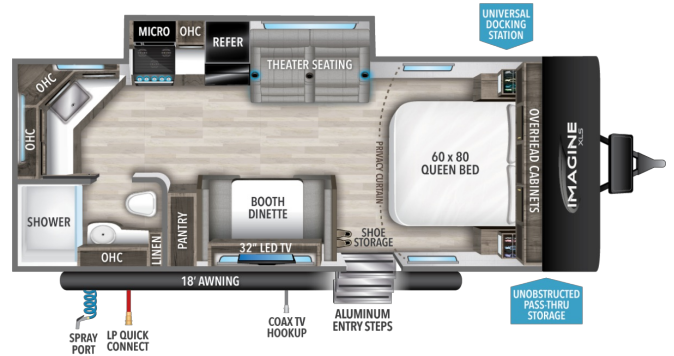 UNIVERSAL
DOCKING
STATION
MICRO
OHC
REFER
THEATER SEATING
OHC
OHC
PRIVACY CURTAIN
60 x 80
QUEEN BED
OVERHEAD CABINETS
IMAGINE
XLS
SHOWER
OHC
LINEN
PANTRY
BOOTH
DINETTE
32" LED TV
SHOE
STORAGE
18' AWNING
SPRAY
PORT
LP QUICK
CONNECT
COAX TV
HOOKUP
ALUMINUM
ENTRY STEPS
UNOBSTRUCTED
PASS-THRU
STORAGE